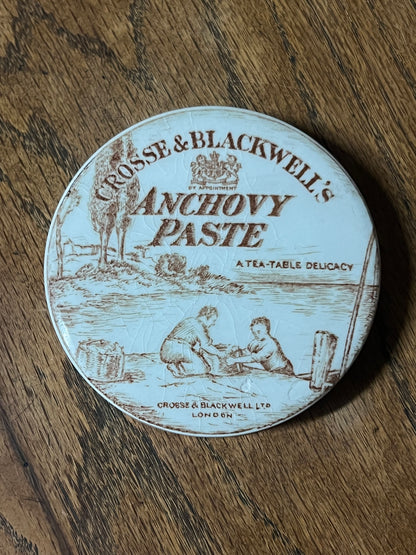 CROSSE & BLACKWELL'S
BY APPOINTMENT
ANCHOVY
PASTE
A TEA-TABLE DELICACY
CROSSE & BLACKWELL LTD
LONDON